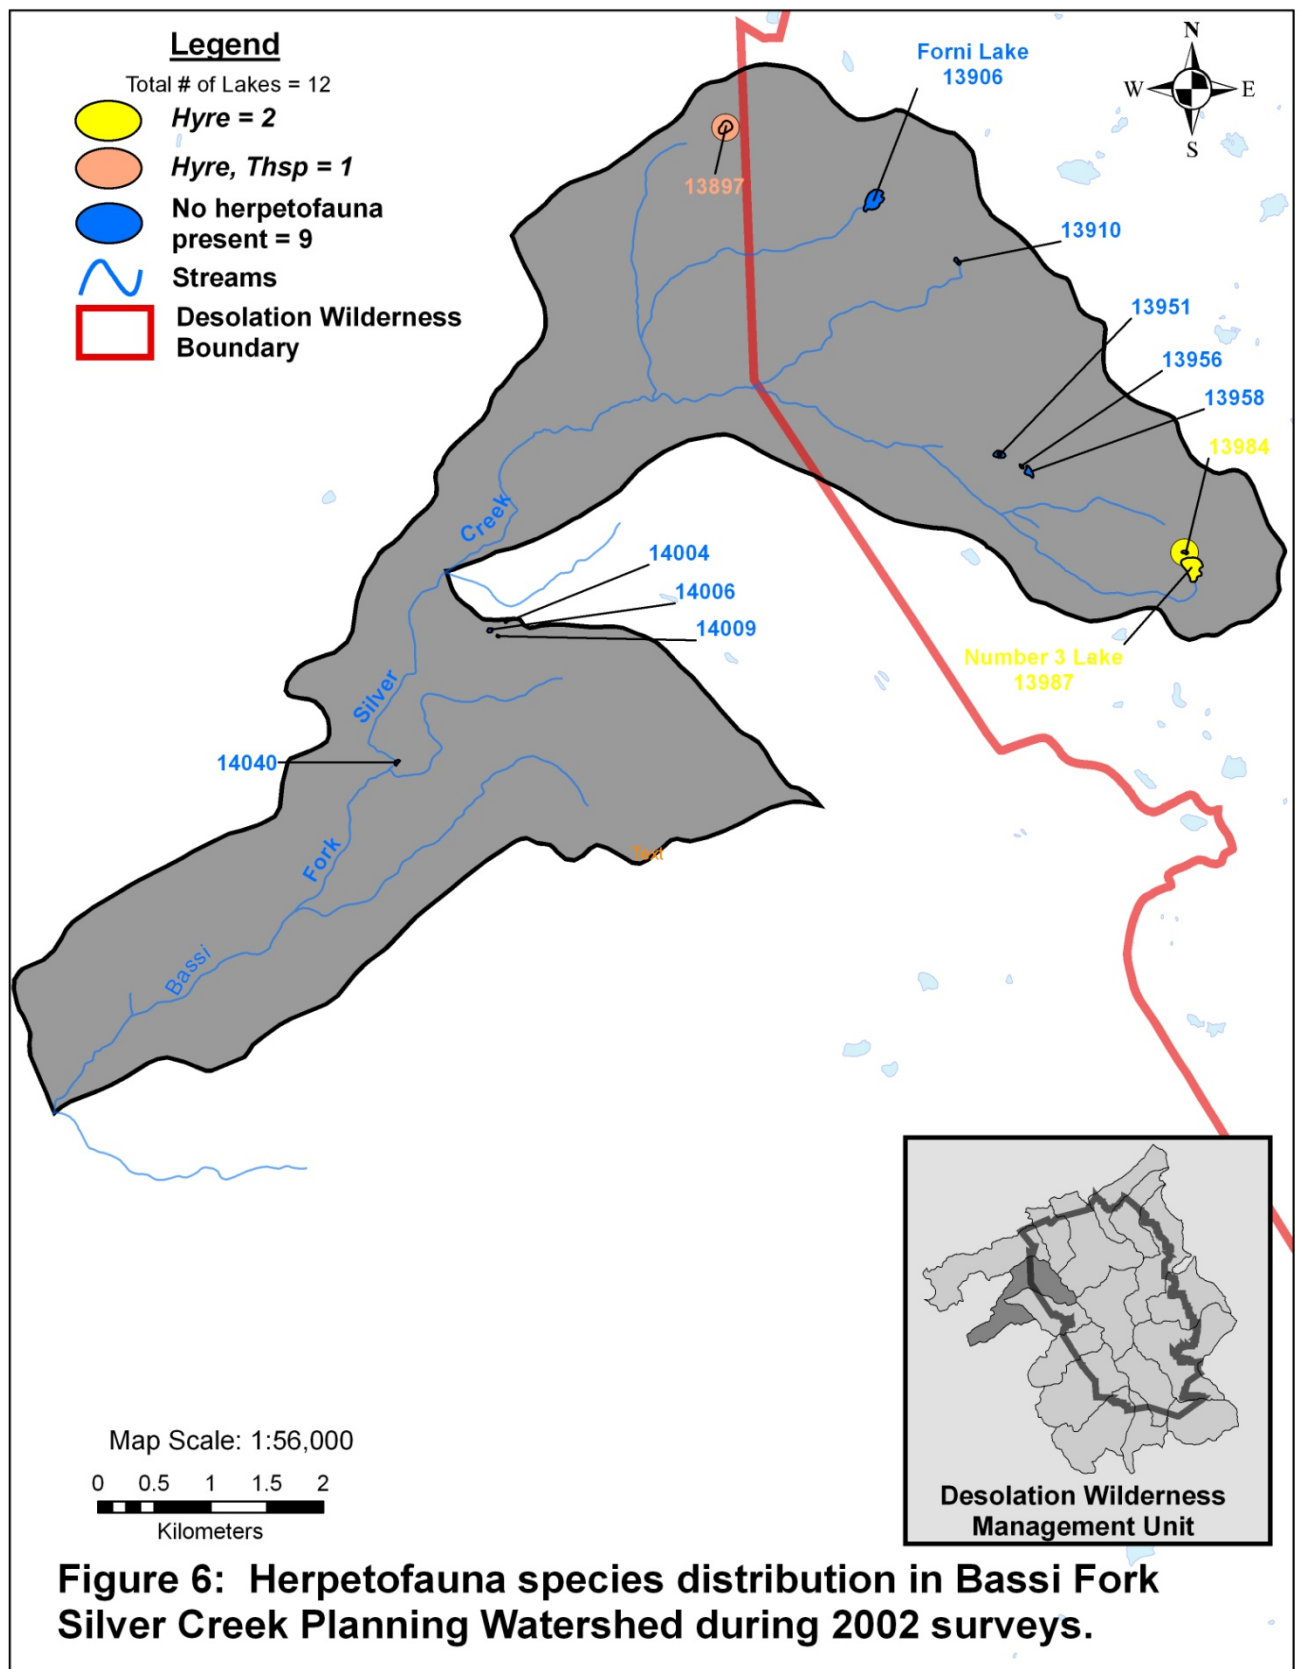 Legend
Total # of Lakes = 12
Hyre = 2
Hyre, Thsp = 1
No herpetofauna
present = 9
Streams
Desolation Wilderness
Boundary
Forni Lake
13906
N
W
E
S
13897
13910
13951
13956
13958
13984
Creek
14004
14006
14009
Number 3 Lake
13987
Silver
14040
Fork
Text
Bassi
Map Scale: 1:56,000
0 0.5 1 1.5 2
Kilometers
Desolation Wilderness
Management Unit
Figure 6: Herpetofauna species distribution in Bassi Fork
Silver Creek Planning Watershed during 2002 surveys.